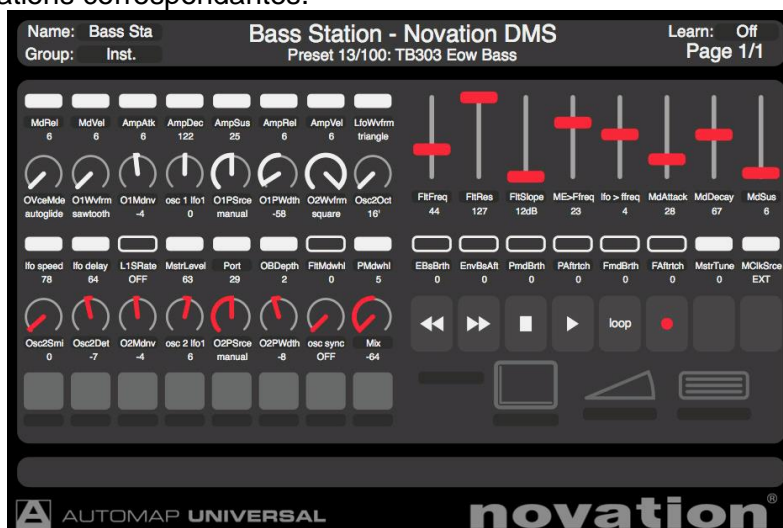 ations correspondantes.
Name: Bass Sta
Bass Station - Novation DMS
Learn: Off
Group: Inst.
Preset 13/100: TB303 Eow Bass
Page 1/1
MdRel MdVel AmpAtk AmpDec AmpSus AmpRel AmpVel LfoWvfrm
6 6 6 122 25 6 6 triangle
OVceMde O1Wvfrm O1Mdnv osc 1 lfo1 O1PSrce O1PWdth O2Wvfrm Osc2Oct
autoglide sawtooth -4 0 manual -58 square 16'
FltFreq FltRes FltSlope ME>Ffreq lfo > ffreq MdAttack MdDecay MdSus
44 127 12dB 23 4 28 67 6
lfo speed lfo delay L1SRate MstrLevel Port OBDepth FltMdwhl PMdwhl
78 64 OFF 63 29 2 0 5
EBsBrth EnvBsAft PmdBrth PAftrtch FmdBrth FAftrtch MstrTune MClkSrce
0 0 0 0 0 0 0 EXT
Osc2Smi Osc2Det O2Mdnv osc 2 lfo1 O2PSrce O2PWdth osc sync Mix
0 -7 -4 6 manual -8 OFF -64
loop
AUTOMAP UNIVERSAL
novation®